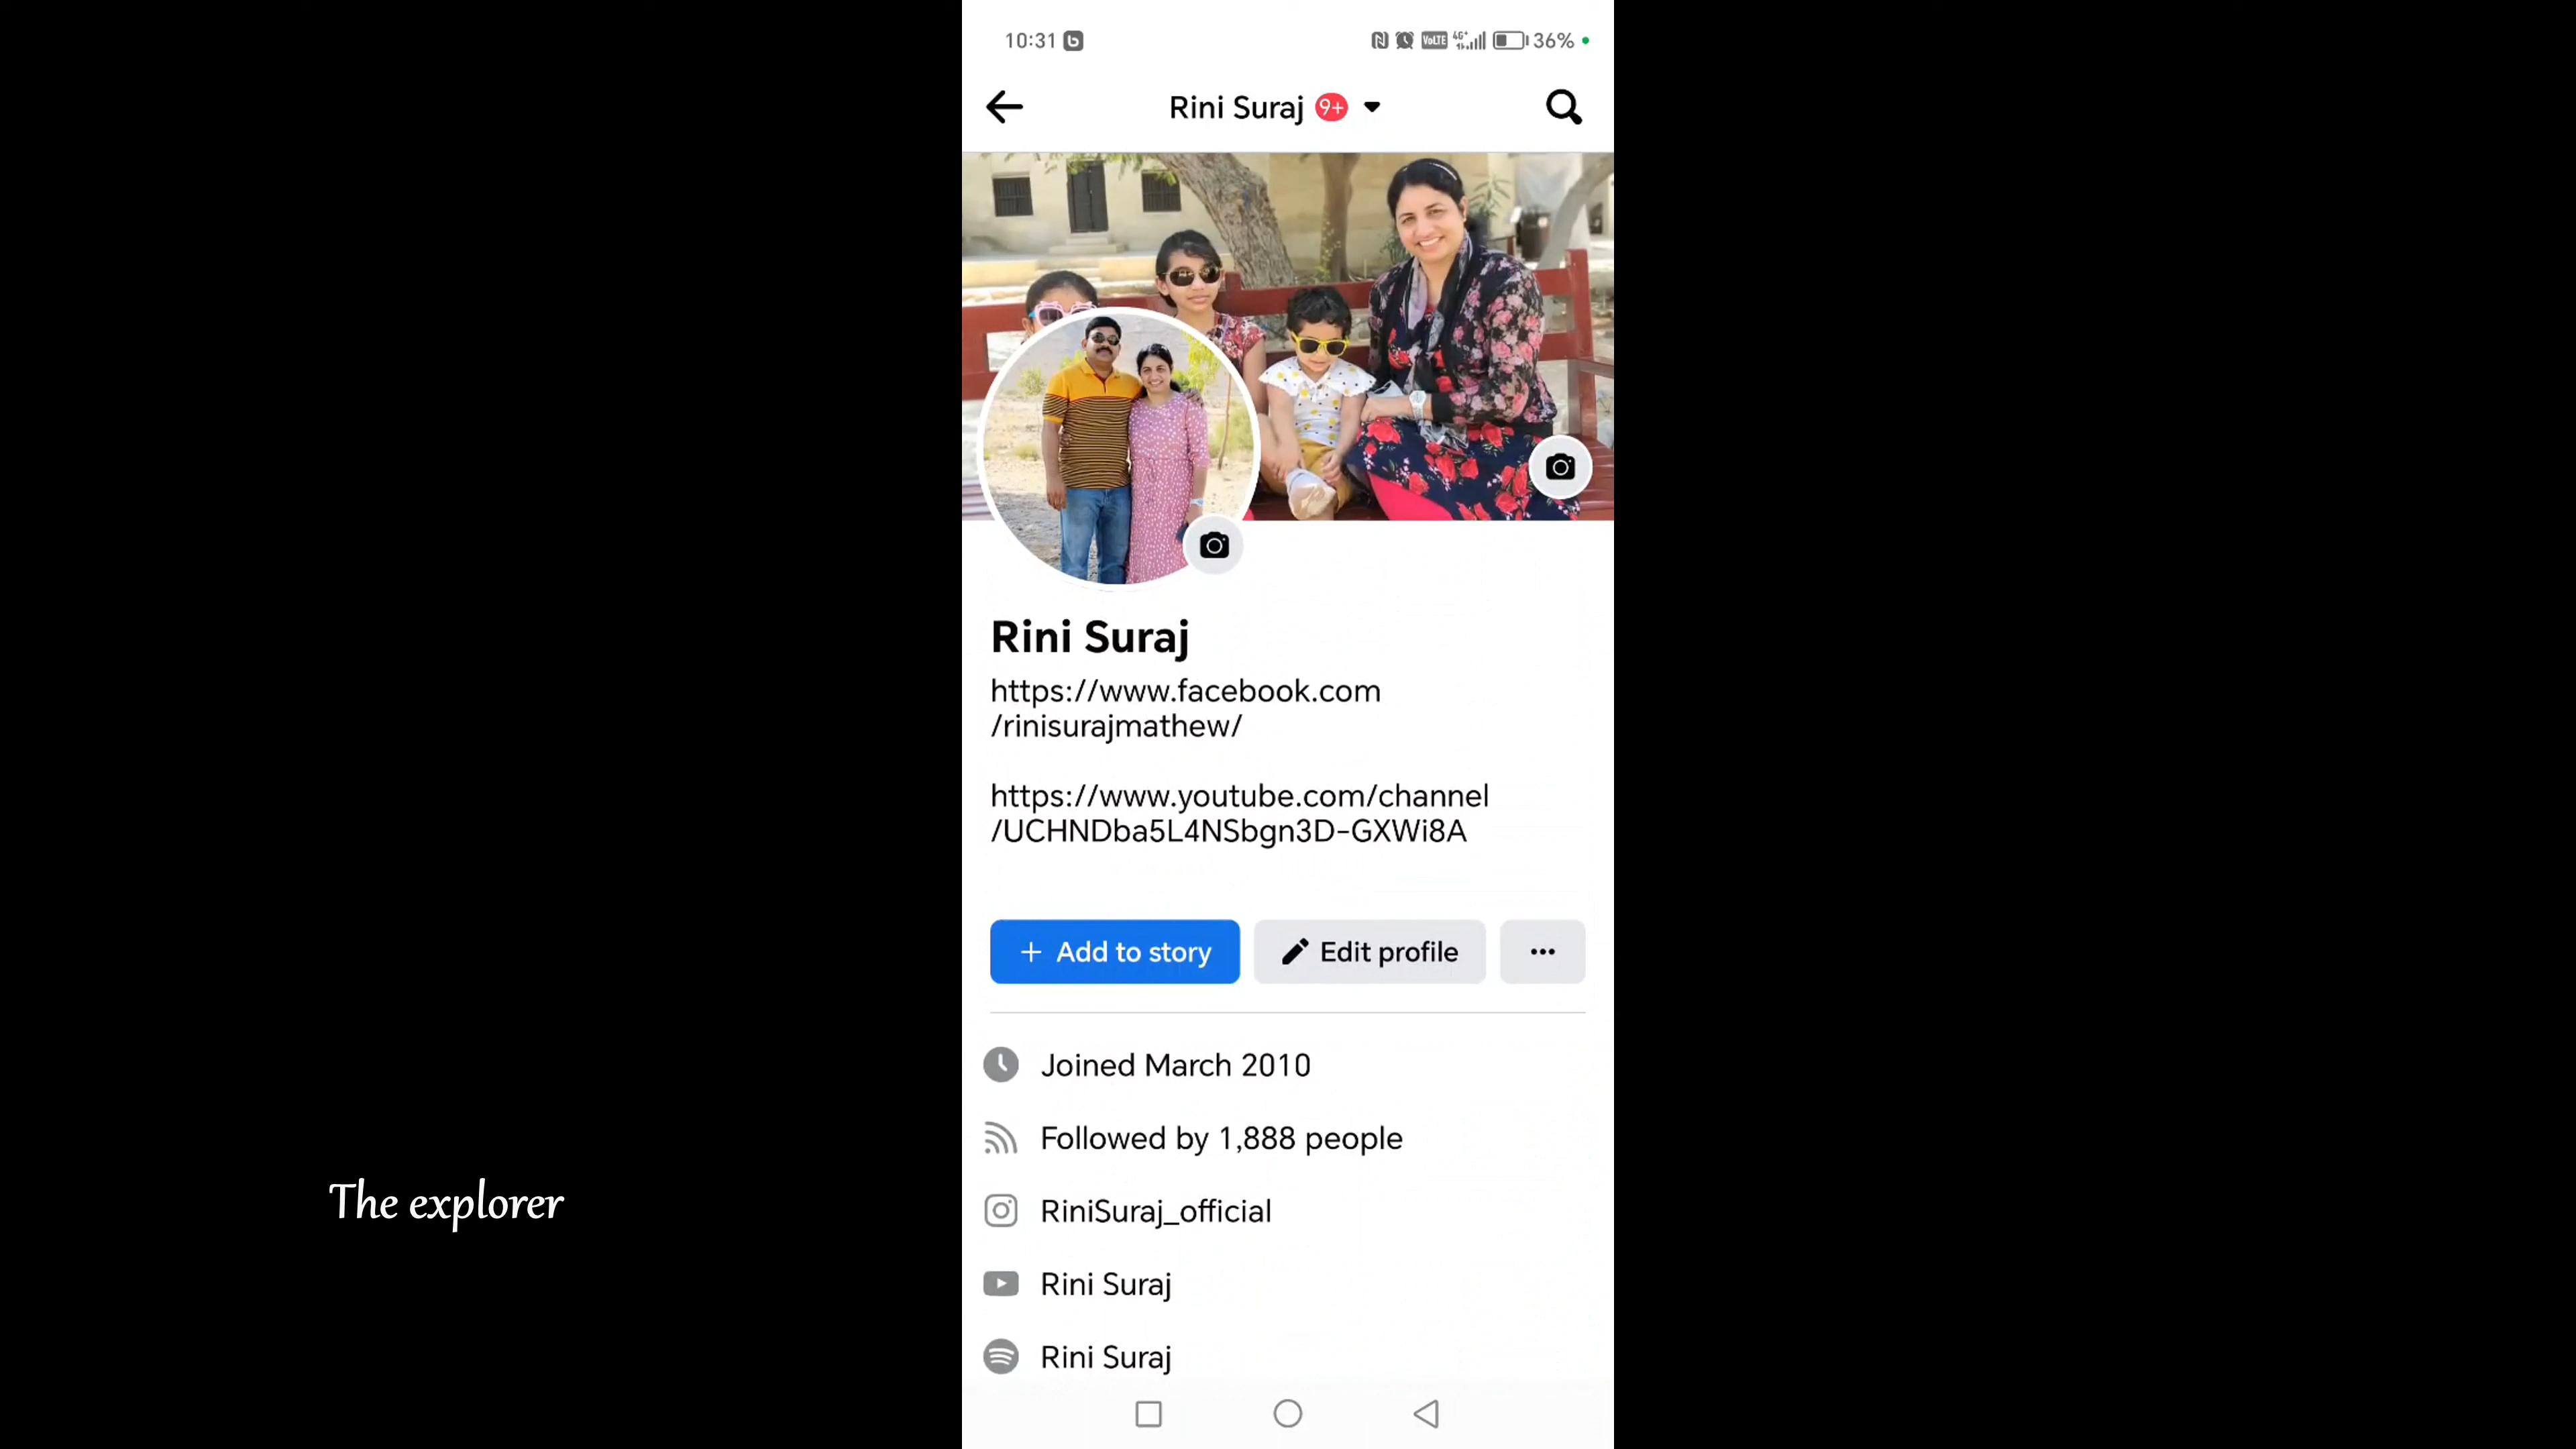 10:31
VoLTE 4G+ 36%
Rini Suraj 9+
Rini Suraj
https://www.facebook.com
/rinisurajmathew/
https://www.youtube.com/channel
/UCHNDba5L4NSbgn3D-GXWi8A
+ Add to story
Edit profile
Joined March 2010
Followed by 1,888 people
The explorer
RiniSuraj_official
Rini Suraj
Rini Suraj